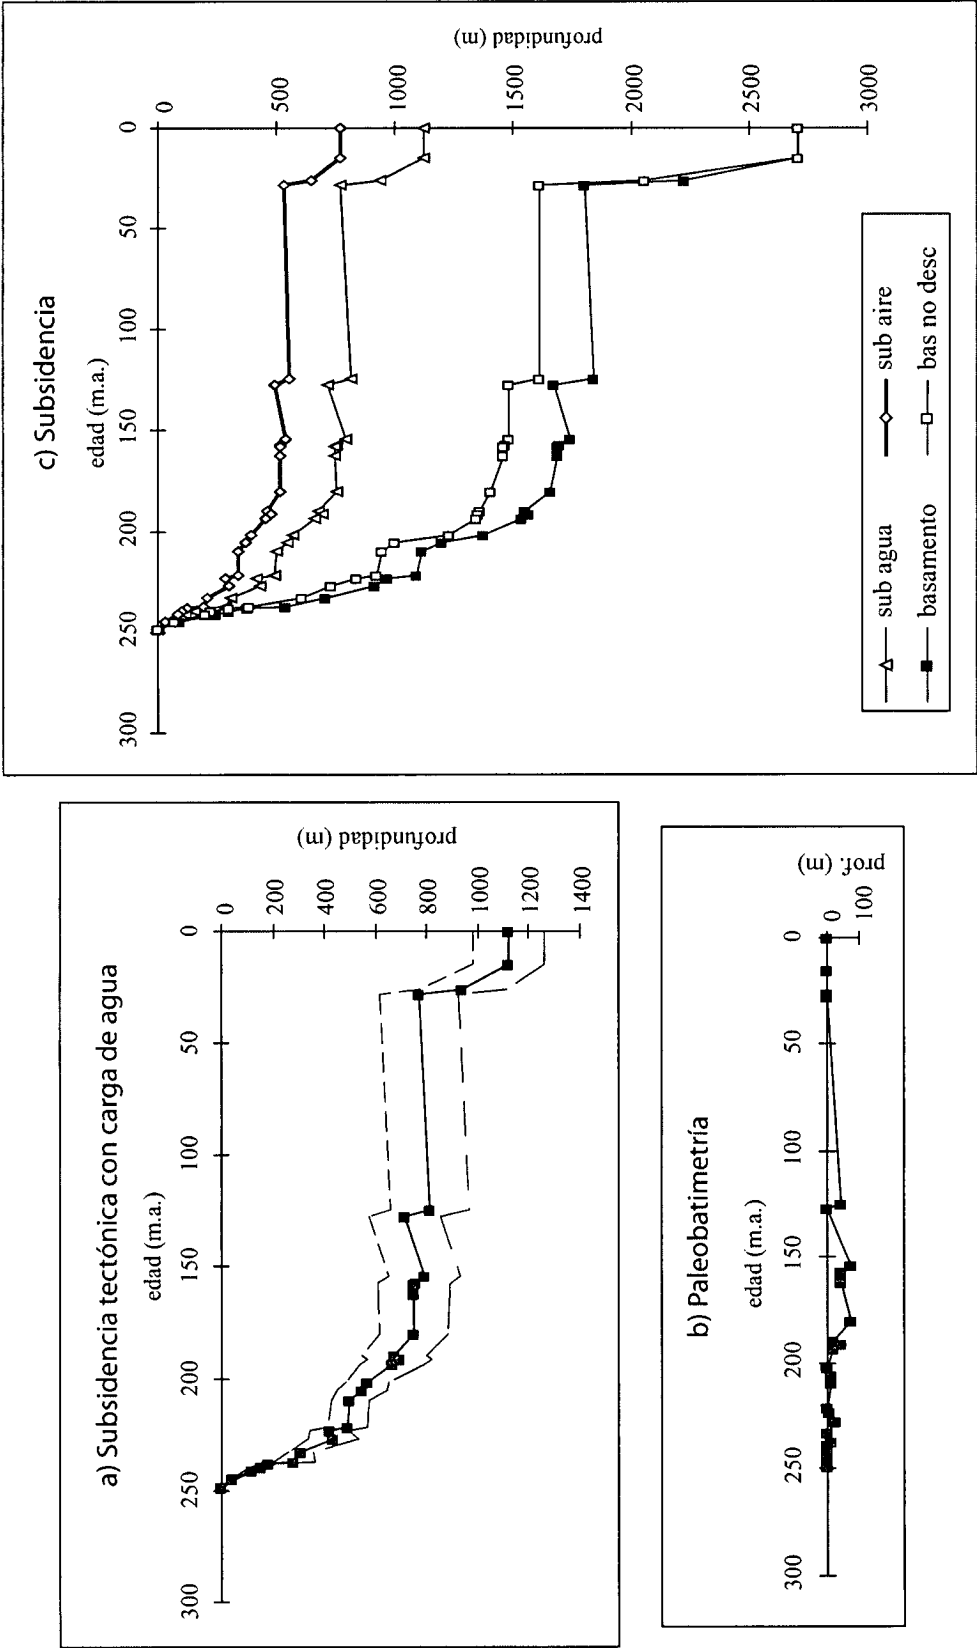 a) Subsidencia tectónica con carga de agua
edad (m.a.)
300 250 200 150 100 50 0
0
200
400
600
800
1000
1200
1400
profundidad (m)
b) Paleobatimetría
edad (m.a.)
300 250 200 150 100 50 0
0
100
prof. (m)
c) Subsidencia
edad (m.a.)
300 250 200 150 100 50 0
0
500
1000
1500
2000
2500
3000
profundidad (m)
sub agua sub aire
basamento bas no desc